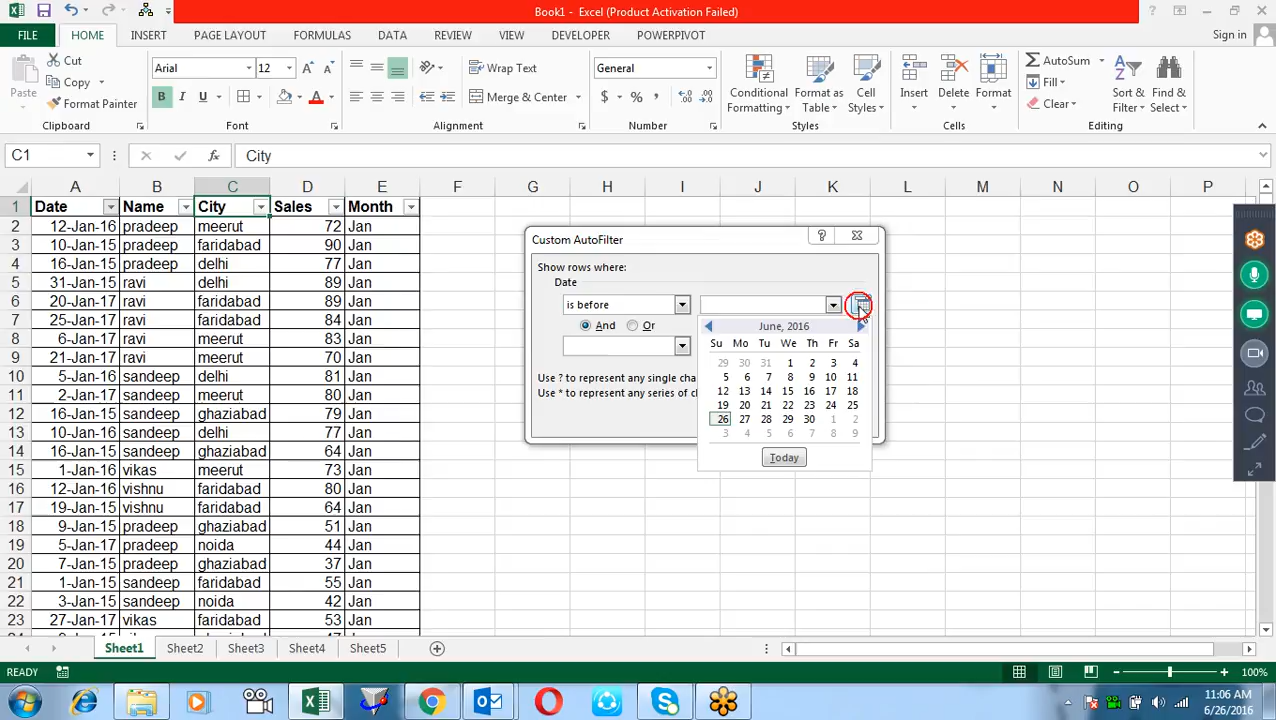 Book1 - Excel (Product Activation Failed)
FILE HOME INSERT PAGE LAYOUT FORMULAS DATA REVIEW VIEW DEVELOPER POWERPIVOT Sign in
Paste
Cut
Copy
Format Painter
Clipboard
Arial 12
B I U A
Font
Wrap Text
Merge & Center
Alignment
General
$ % ,
Number
Conditional Formatting
Format as Table
Cell Styles
Styles
Insert
Delete
Format
Cells
AutoSum
Fill
Clear
Sort & Filter
Find & Select
Editing
C1 fx City
A B C D E F G H I J K L M N O P
1 Date Name City Sales Month
2 12-Jan-16 pradeep meerut 72 Jan
3 10-Jan-15 pradeep faridabad 90 Jan
4 16-Jan-15 pradeep delhi 77 Jan
5 31-Jan-15 ravi delhi 89 Jan
6 20-Jan-17 ravi faridabad 89 Jan
7 25-Jan-17 ravi faridabad 84 Jan
8 6-Jan-17 ravi meerut 83 Jan
9 21-Jan-17 ravi meerut 70 Jan
10 5-Jan-16 sandeep delhi 81 Jan
11 2-Jan-17 sandeep meerut 80 Jan
12 16-Jan-15 sandeep ghaziabad 79 Jan
13 10-Jan-16 sandeep delhi 77 Jan
14 16-Jan-15 sandeep ghaziabad 64 Jan
15 1-Jan-16 vikas meerut 73 Jan
16 12-Jan-16 vishnu faridabad 80 Jan
17 19-Jan-15 vishnu faridabad 64 Jan
18 9-Jan-15 pradeep ghaziabad 51 Jan
19 5-Jan-17 pradeep noida 44 Jan
20 7-Jan-15 pradeep ghaziabad 37 Jan
21 1-Jan-15 sandeep faridabad 55 Jan
22 3-Jan-15 sandeep noida 42 Jan
23 27-Jan-17 vikas faridabad 53 Jan
Custom AutoFilter
Show rows where:
Date
is before
And Or
Use ? to represent any single cha
Use * to represent any series of c
June, 2016
Su Mo Tu We Th Fr Sa
29 30 31 1 2 3 4
5 6 7 8 9 10 11
12 13 14 15 16 17 18
19 20 21 22 23 24 25
26 27 28 29 30 1 2
3 4 5 6 7 8 9
Today
Sheet1 Sheet2 Sheet3 Sheet4 Sheet5
READY 100%
11:06 AM
6/26/2016